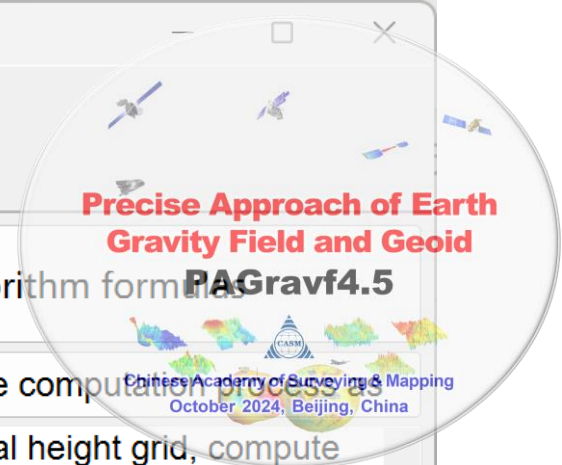 Precise Approach of Earth
Gravity Field and Geoid
rithm formulas
PAGravf4.5
CASM
e computation process as
Chinese Academy of Surveying & Mapping
October 2024, Beijing, China
al height grid, compute